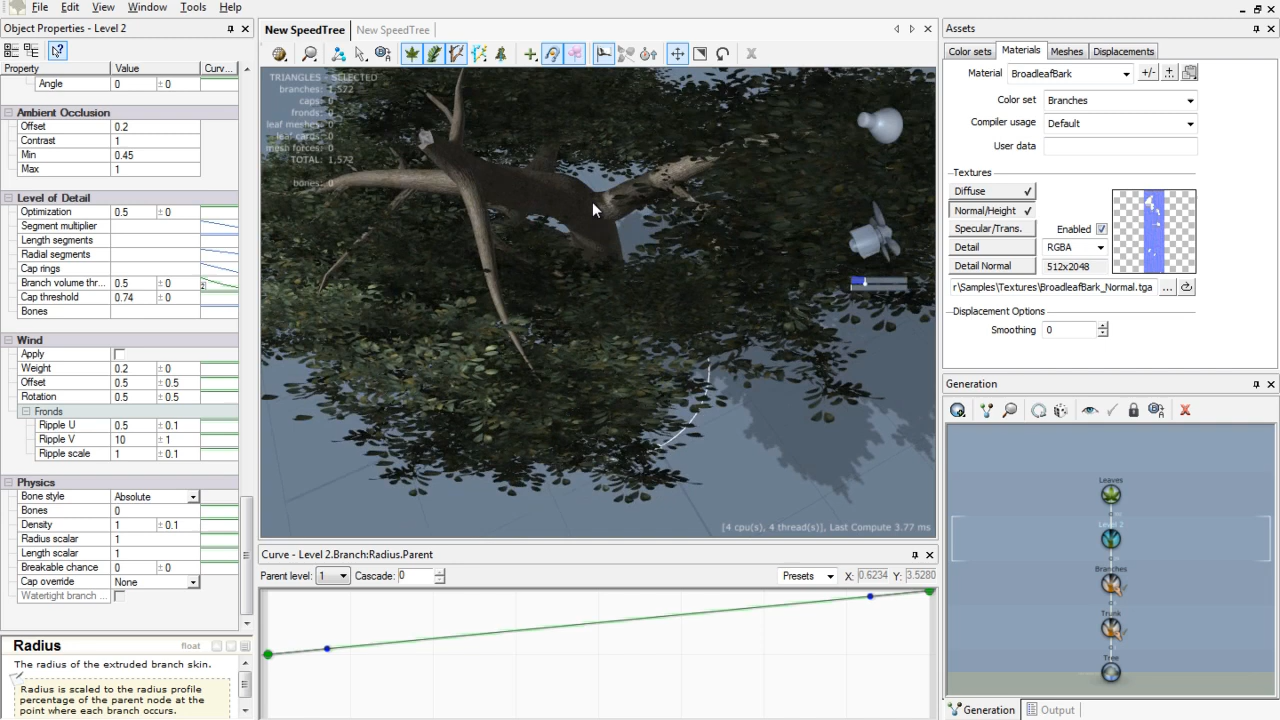 File Edit View Window Tools Help
Object Properties - Level 2
Property Value Curv...
Angle 0 ± 0
Ambient Occlusion
Offset 0.2
Contrast 1
Min 0.45
Max 1
Level of Detail
Optimization 0.5 ± 0
Segment multiplier
Length segments
Radial segments
Cap rings
Branch volume thr... 0.5 ± 0
Cap threshold 0.74 ± 0
Bones
Wind
Apply
Weight 0.2 ± 0
Offset 0.5 ± 0.5
Rotation 0.5 ± 0.5
Fronds
Ripple U 0.5 ± 0.1
Ripple V 10 ± 1
Ripple scale 1 ± 0.1
Physics
Bone style Absolute
Bones 0
Density 1 ± 0.1
Radius scalar 1
Length scalar 1
Breakable chance 0 ± 0
Cap override None
Watertight branch ...
Radius float
The radius of the extruded branch skin.
Radius is scaled to the radius profile
percentage of the parent node at the
point where each branch occurs.
New SpeedTree New SpeedTree
TRIANGLES - SELECTED
branches: 1,572
caps: 0
fronds: 0
leaf meshes: 0
leaf cards: 0
mesh forces: 0
TOTAL: 1,572
bones: 0
[4 cpu(s), 4 thread(s)], Last Compute 3.77 ms
Curve - Level 2.Branch:Radius.Parent
Parent level: 1 Cascade: 0 Presets X: 0.6234 Y: 3.5280
Assets
Color sets Materials Meshes Displacements
Material BroadleafBark +/-
Color set Branches
Compiler usage Default
User data
Textures
Diffuse ✓
Normal/Height ✓
Specular/Trans. Enabled
Detail RGBA
Detail Normal 512x2048
r\Samples\Textures\BroadleafBark_Normal.tga ...
Displacement Options
Smoothing 0
Generation
Leaves
Level 2
Branches
Trunk
Tree
Generation Output